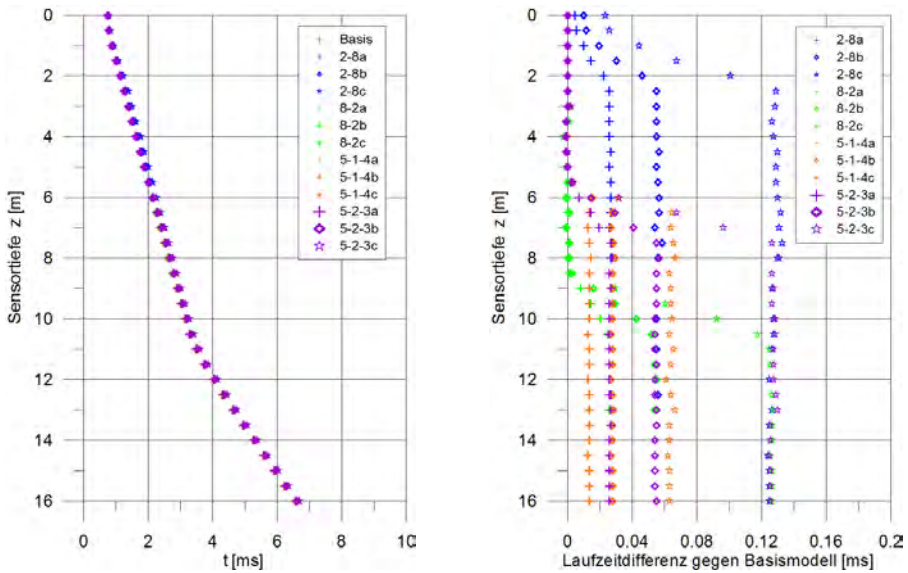 0
2
4
6
8
10
12
14
16
Sensortiefe z [m]
0
2
4
6
8
10
t [ms]
Basis
2-8a
2-8b
2-8c
8-2a
8-2b
8-2c
5-1-4a
5-1-4b
5-1-4c
5-2-3a
5-2-3b
5-2-3c
0
2
4
6
8
10
12
14
16
Sensortiefe z [m]
0
0.04
0.08
0.12
0.16
0.2
Laufzeitdifferenz gegen Basismodell [ms]
2-8a
2-8b
2-8c
8-2a
8-2b
8-2c
5-1-4a
5-1-4b
5-1-4c
5-2-3a
5-2-3b
5-2-3c